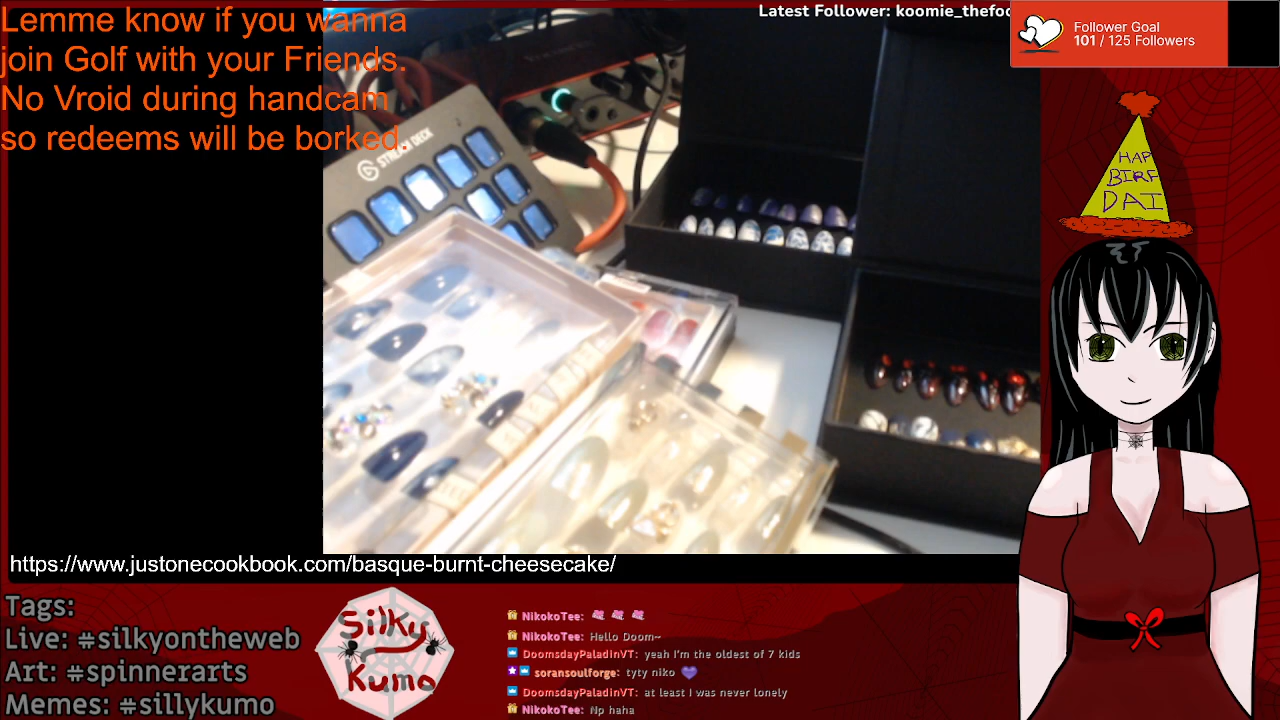 Lemme know if you wanna
join Golf with your Friends.
No Vroid during handcam
so redeems will be borked.
Latest Follower: koomie_thefoo
Follower Goal
101 / 125 Followers
STREAM DECK
HAP
BIRF
DAI
https://www.justonecookbook.com/basque-burnt-cheesecake/
Tags:
Live: #silkyontheweb
Art: #spinnerarts
Memes: #sillykumo
Silky
Kumo
NikokoTee:
NikokoTee: Hello Doom~
DoomsdayPaladinVT: yeah I'm the oldest of 7 kids
soransoulforge: tyty niko
DoomsdayPaladinVT: at least I was never lonely
NikokoTee: Np haha